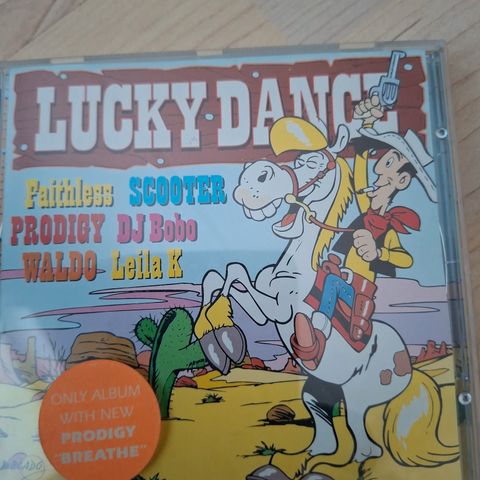 LUCKY DANCE
Faithless SCOOTER
PRODIGY DJ Bobo
WALDO Leila K
ONLY ALBUM
WITH NEW
PRODIGY
"BREATHE"